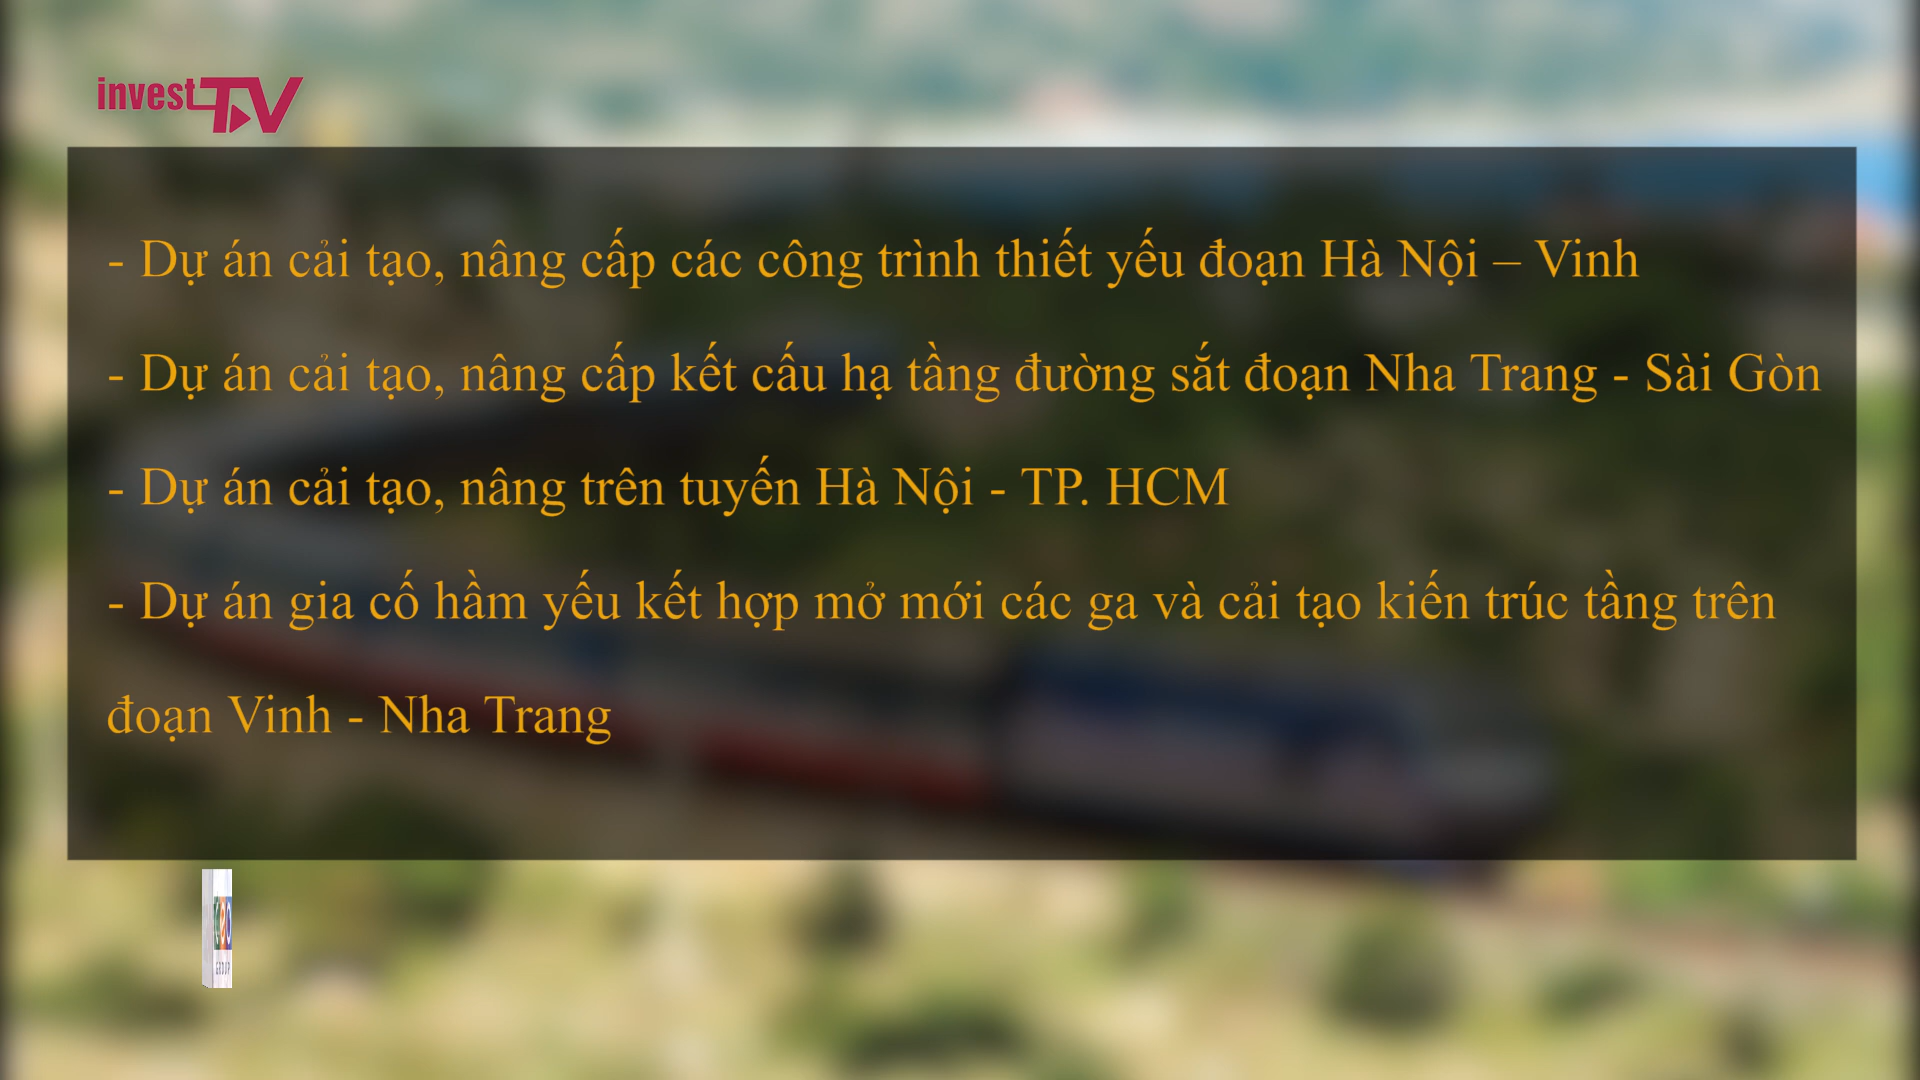 invest TV
- Dự án cải tạo, nâng cấp các công trình thiết yếu đoạn Hà Nội – Vinh
- Dự án cải tạo, nâng cấp kết cấu hạ tầng đường sắt đoạn Nha Trang - Sài Gòn
- Dự án cải tạo, nâng trên tuyến Hà Nội - TP. HCM
- Dự án gia cố hầm yếu kết hợp mở mới các ga và cải tạo kiến trúc tầng trên
đoạn Vinh - Nha Trang
GROUP